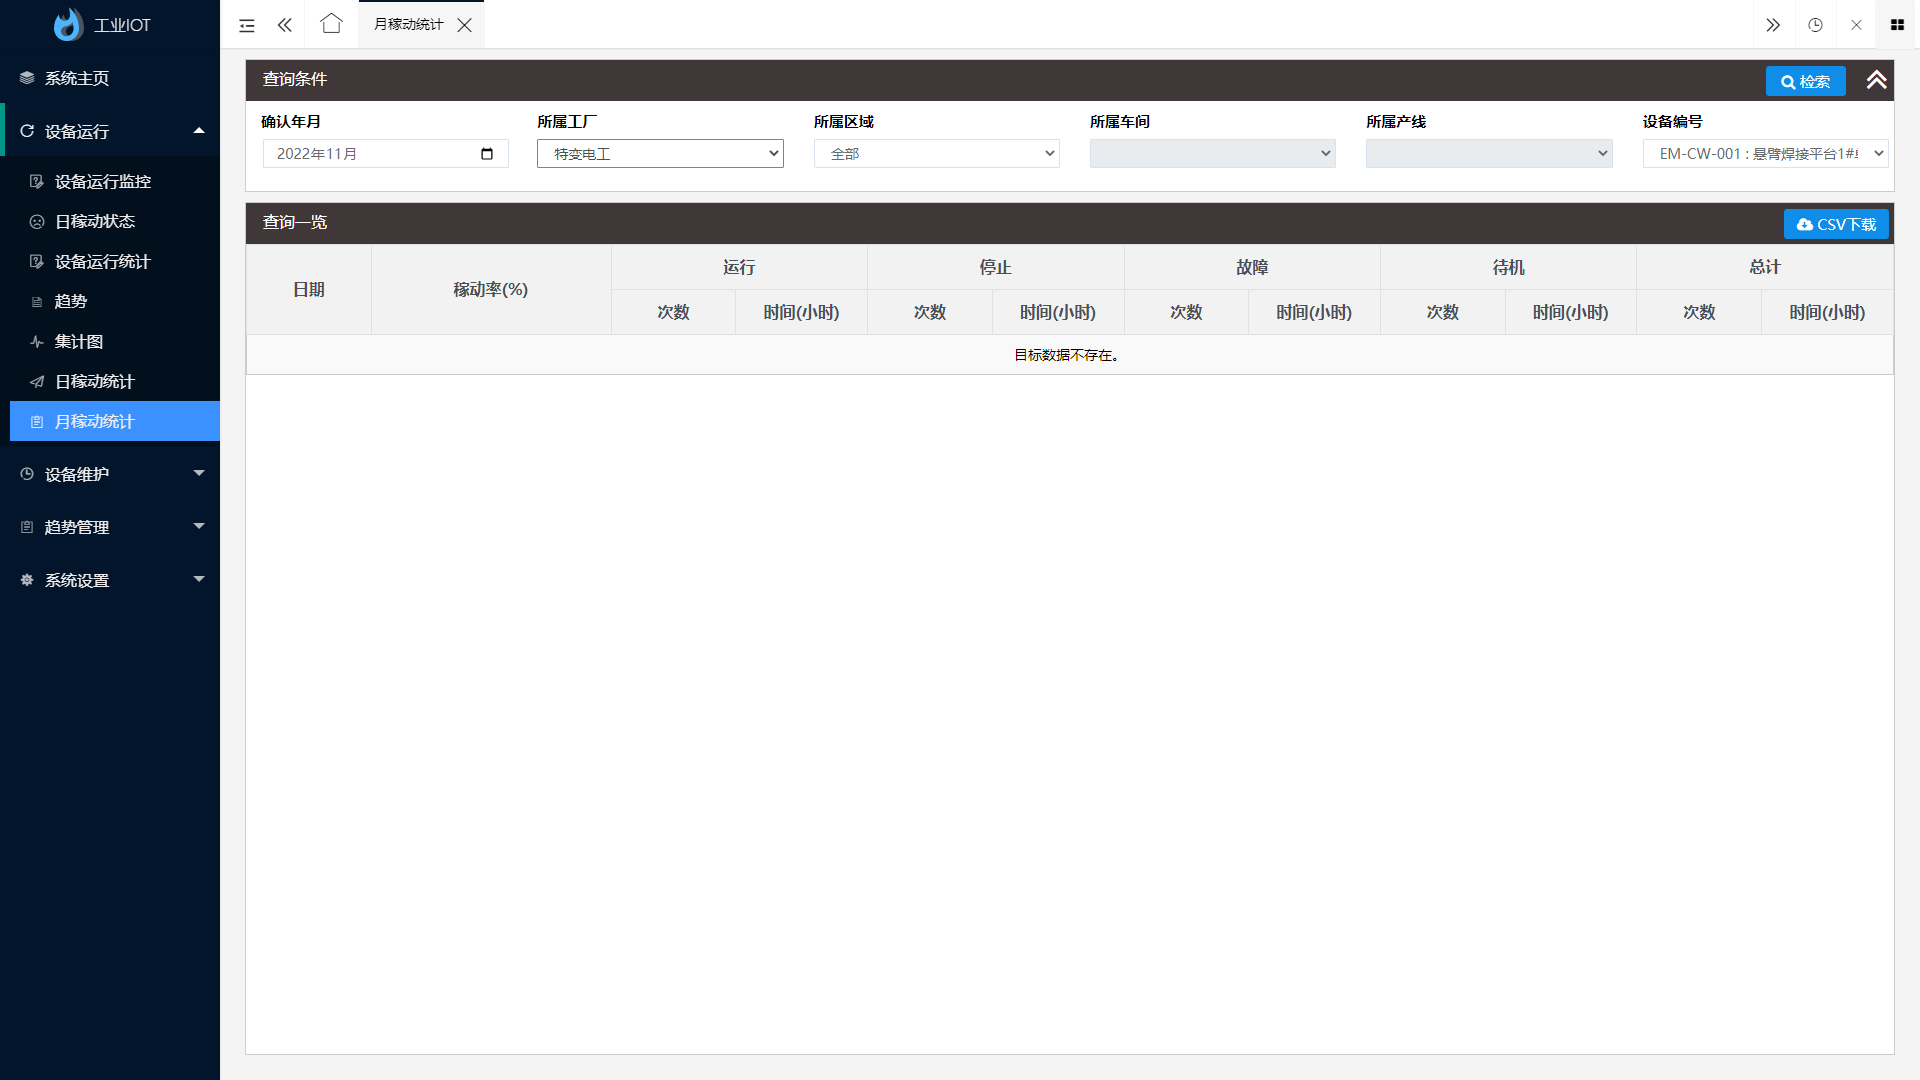 工业IOT
月稼动统计
系统主页
设备运行
设备运行监控
日稼动状态
设备运行统计
趋势
集计图
日稼动统计
月稼动统计
设备维护
趋势管理
系统设置
查询条件
检索
确认年月 所属工厂 所属区域 所属车间 所属产线 设备编号
2022年11月 特变电工 全部 EM-CW-001 : 悬臂焊接平台1#
查询一览
CSV下载
日期 稼动率(%) 运行 停止 故障 待机 总计
次数 时间(小时) 次数 时间(小时) 次数 时间(小时) 次数 时间(小时) 次数 时间(小时)
目标数据不存在。